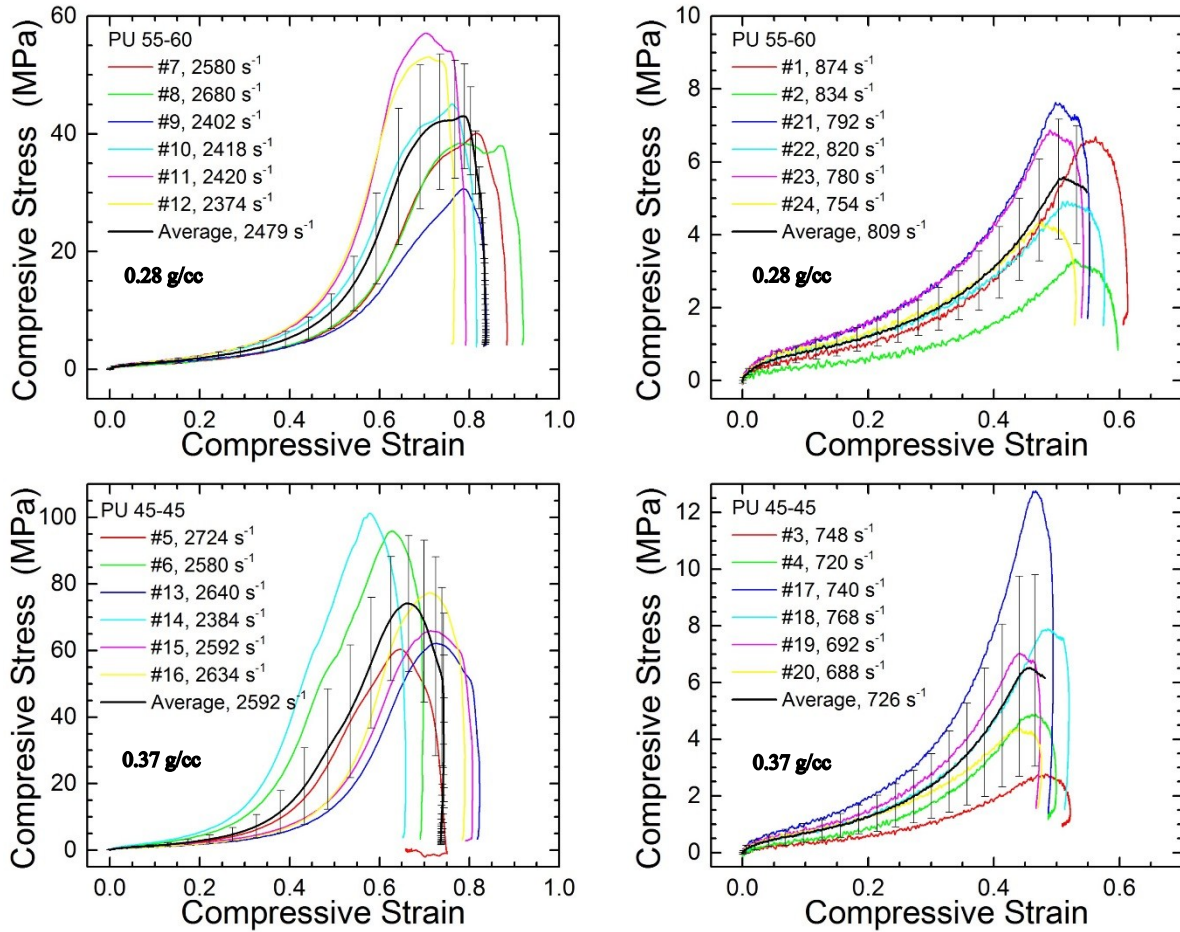 60
40
20
0
Compressive Stress (MPa)
PU 55-60
#7, 2580 s⁻¹
#8, 2680 s⁻¹
#9, 2402 s⁻¹
#10, 2418 s⁻¹
#11, 2420 s⁻¹
#12, 2374 s⁻¹
Average, 2479 s⁻¹
0.28 g/cc
0.0 0.2 0.4 0.6 0.8 1.0
Compressive Strain
10
8
6
4
2
0
Compressive Stress (MPa)
PU 55-60
#1, 874 s⁻¹
#2, 834 s⁻¹
#21, 792 s⁻¹
#22, 820 s⁻¹
#23, 780 s⁻¹
#24, 754 s⁻¹
Average, 809 s⁻¹
0.28 g/cc
0.0 0.2 0.4 0.6
Compressive Strain
100
80
60
40
20
0
Compressive Stress (MPa)
PU 45-45
#5, 2724 s⁻¹
#6, 2580 s⁻¹
#13, 2640 s⁻¹
#14, 2384 s⁻¹
#15, 2592 s⁻¹
#16, 2634 s⁻¹
Average, 2592 s⁻¹
0.37 g/cc
0.0 0.2 0.4 0.6 0.8 1.0
Compressive Strain
12
10
8
6
4
2
0
Compressive Stress (MPa)
PU 45-45
#3, 748 s⁻¹
#4, 720 s⁻¹
#17, 740 s⁻¹
#18, 768 s⁻¹
#19, 692 s⁻¹
#20, 688 s⁻¹
Average, 726 s⁻¹
0.37 g/cc
0.0 0.2 0.4 0.6
Compressive Strain